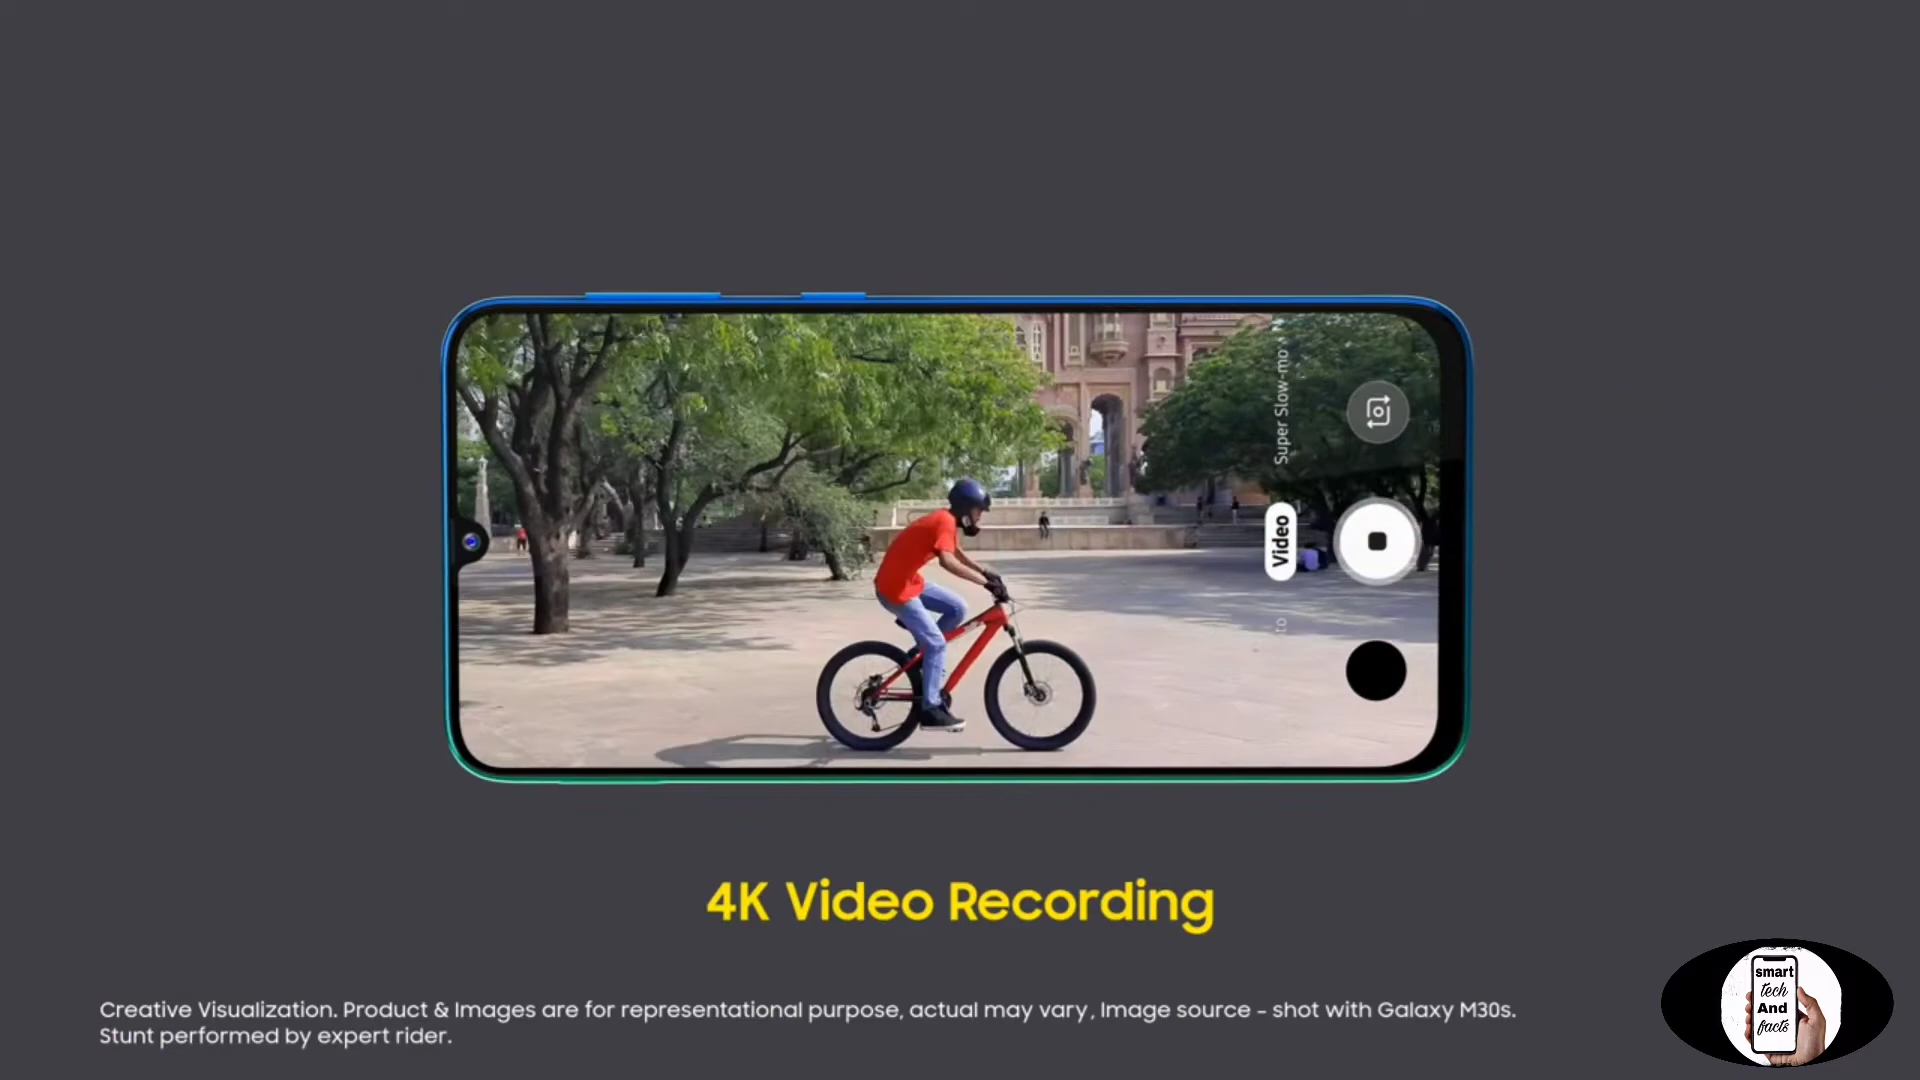 Super Slow-mo
Video
to
4K Video Recording
Creative Visualization. Product & Images are for representational purpose, actual may vary, Image source - shot with Galaxy M30s.
Stunt performed by expert rider.
smart
tech
And
facts